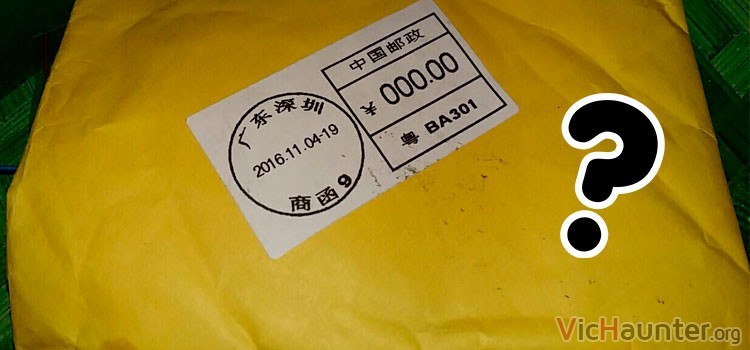 中国邮政
000.00
粤 BA301
广东深圳
2016.11.04-19
商函9
?
VicHaunter.org